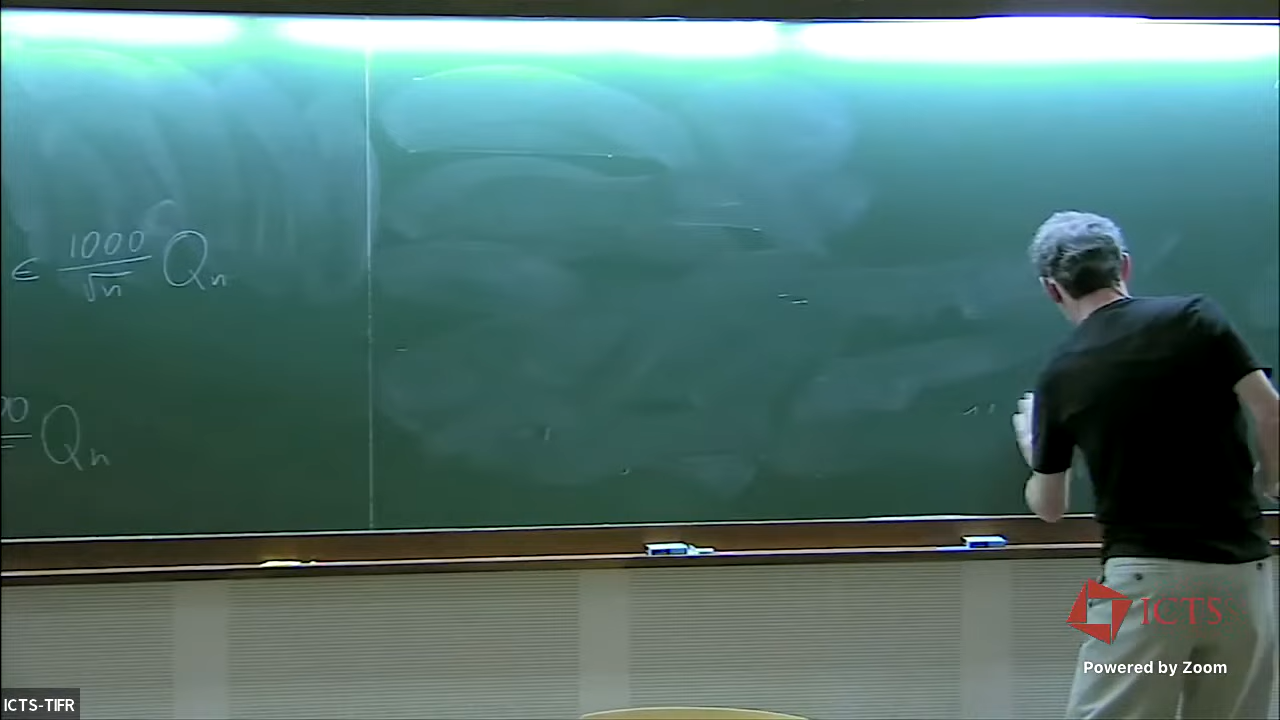 ∈ 1000/√n Qₙ
Qₙ
ICTS
Powered by Zoom
ICTS-TIFR